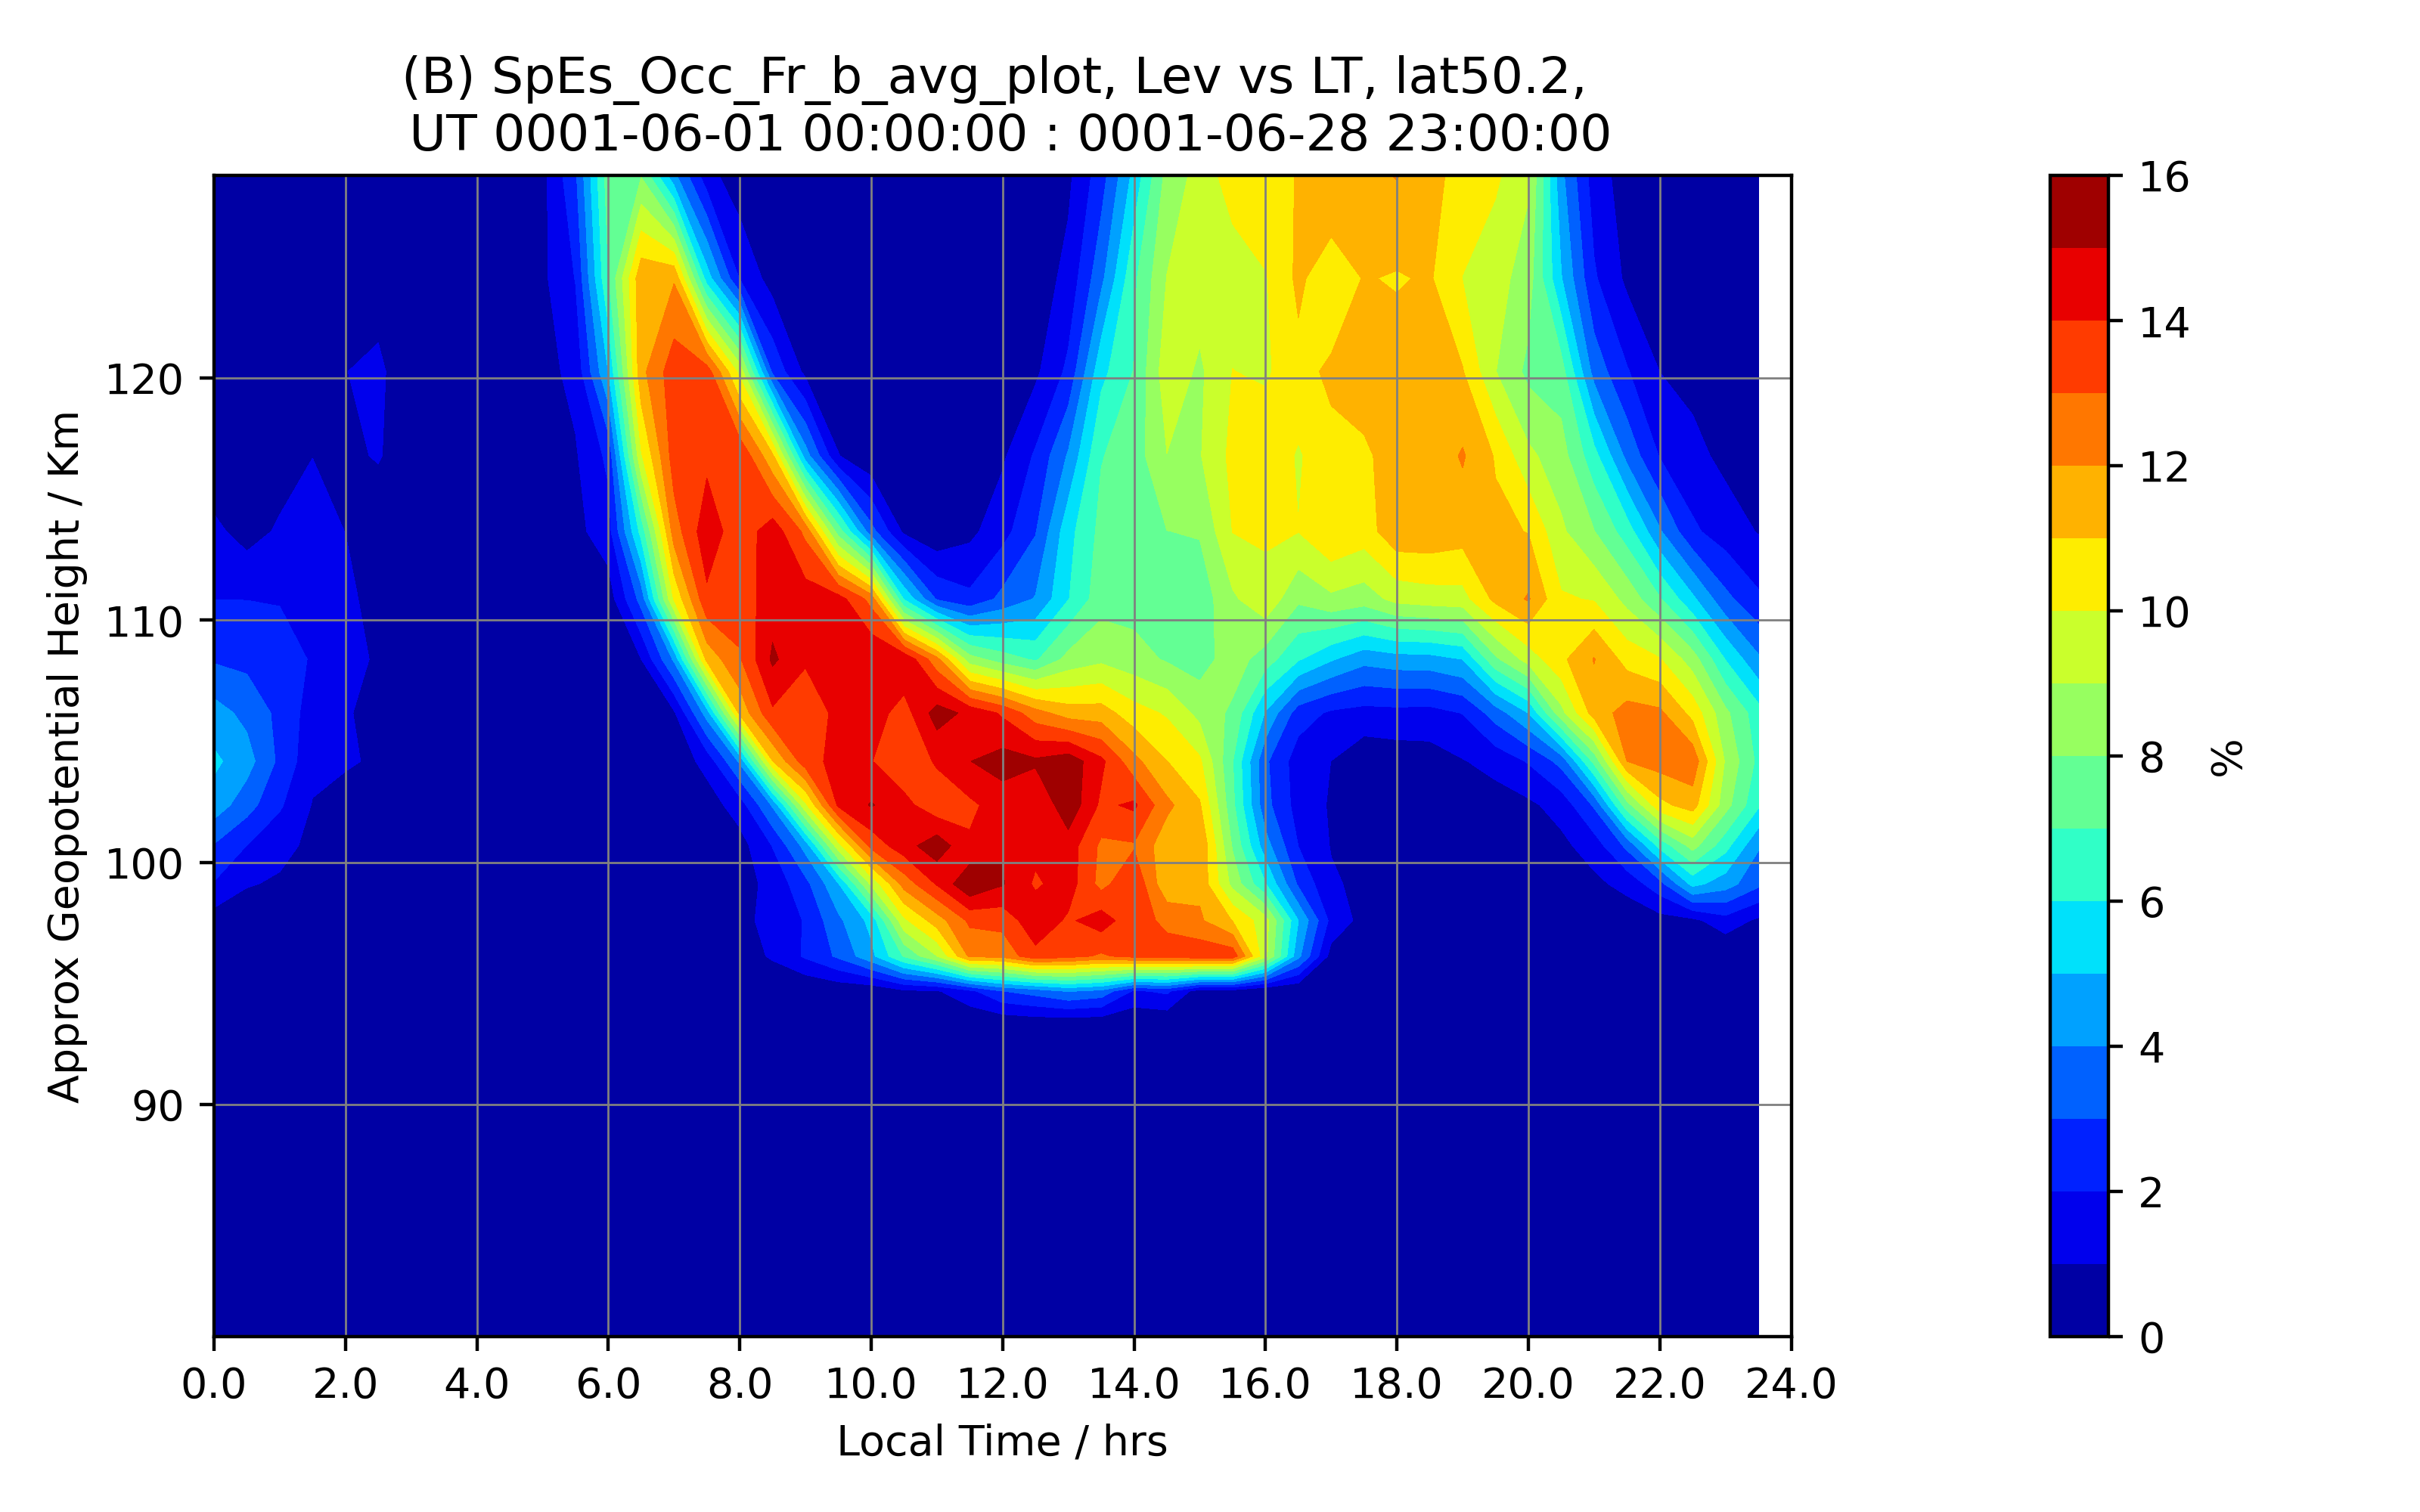 (B) SpEs_Occ_Fr_b_avg_plot, Lev vs LT, lat50.2,
UT 0001-06-01 00:00:00 : 0001-06-28 23:00:00
Approx Geopotential Height / Km
120
110
100
90
0.0 2.0 4.0 6.0 8.0 10.0 12.0 14.0 16.0 18.0 20.0 22.0 24.0
Local Time / hrs
16
14
12
10
8
6
4
2
0
%